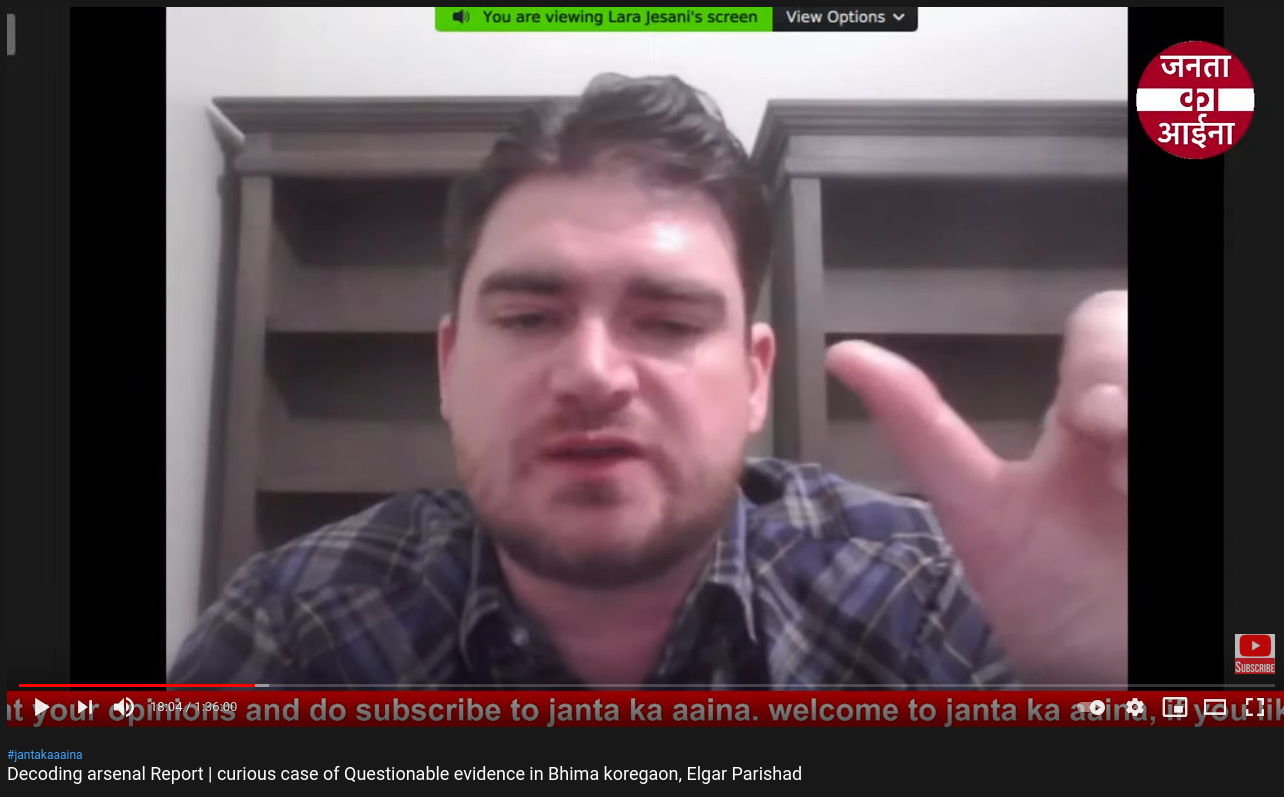 You are viewing Lara Jesani's screen View Options
जनता
का
आईना
SUBSCRIBE
18:04 / 1:36:00
t your opinions and do subscribe to janta ka aaina. welcome to janta ka aaina, if you lik
#jantakaaaina
Decoding arsenal Report | curious case of Questionable evidence in Bhima koregaon, Elgar Parishad